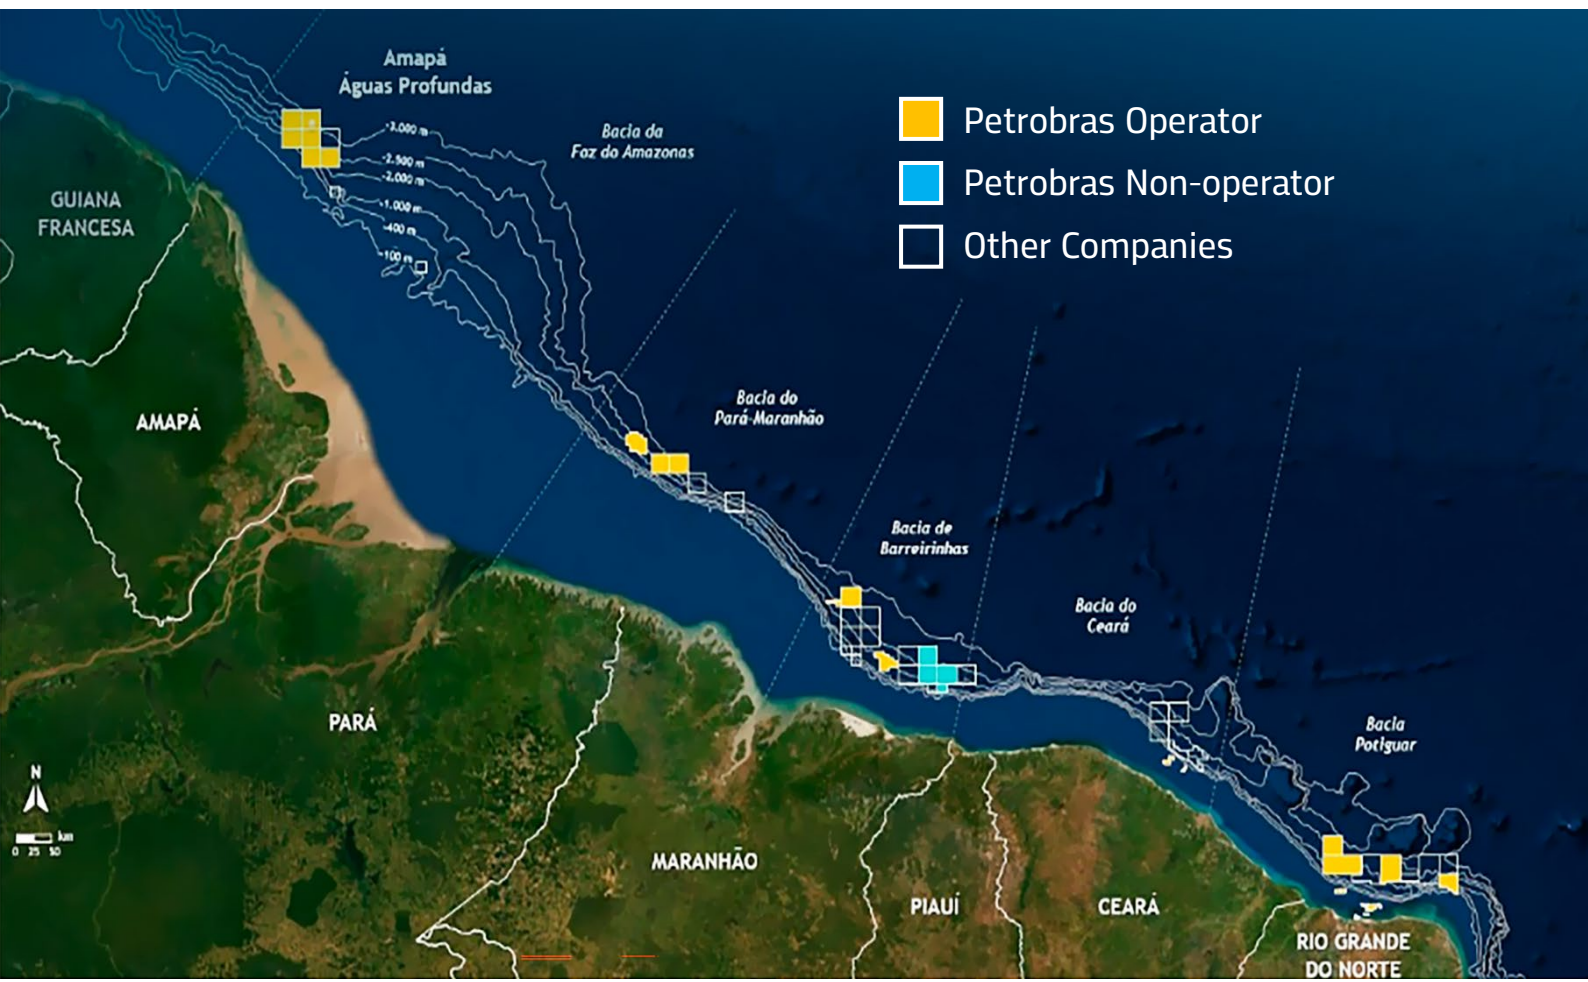 Amapá
Águas Profundas
Bacia da
Foz do Amazonas
Petrobras Operator
Petrobras Non-operator
Other Companies
-3.000 m
-2.500 m
-2.000 m
-1.000 m
-400 m
-100 m
GUIANA
FRANCESA
AMAPÁ
Bacia do
Pará-Maranhão
Bacia de
Barreirinhas
Bacia do
Ceará
Bacia
Potiguar
PARÁ
N
km
0 25 50
MARANHÃO
PIAUÍ
CEARÁ
RIO GRANDE
DO NORTE